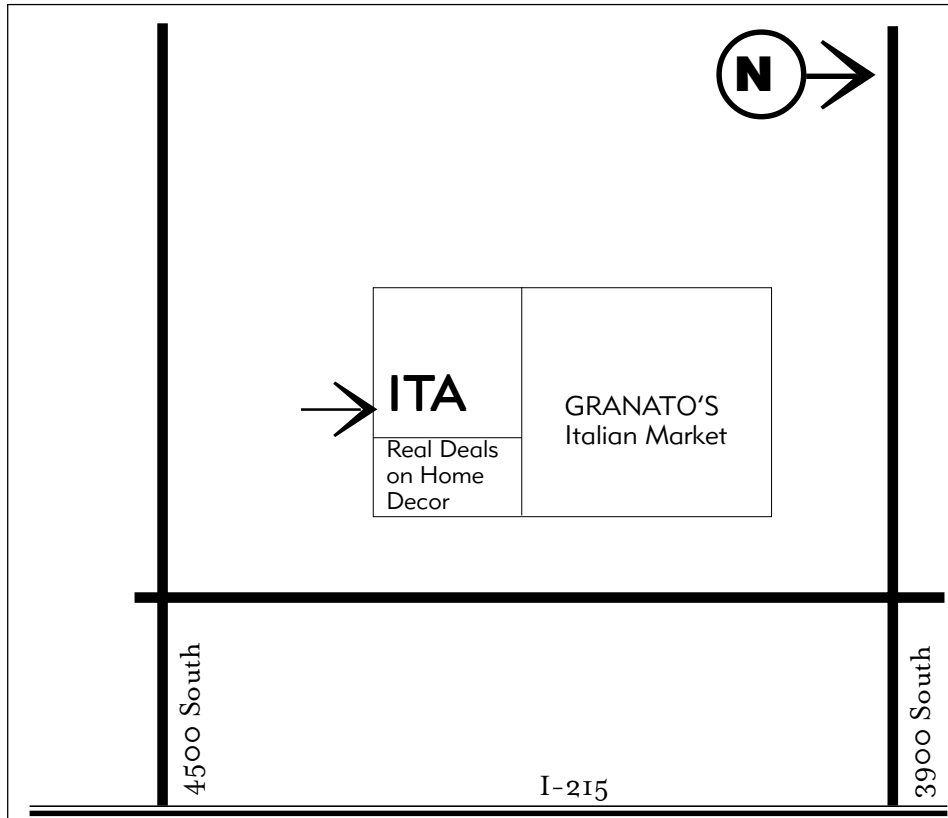 N
ITA
GRANATO'S
Italian Market
Real Deals
on Home
Decor
4500 South
3900 South
I-215